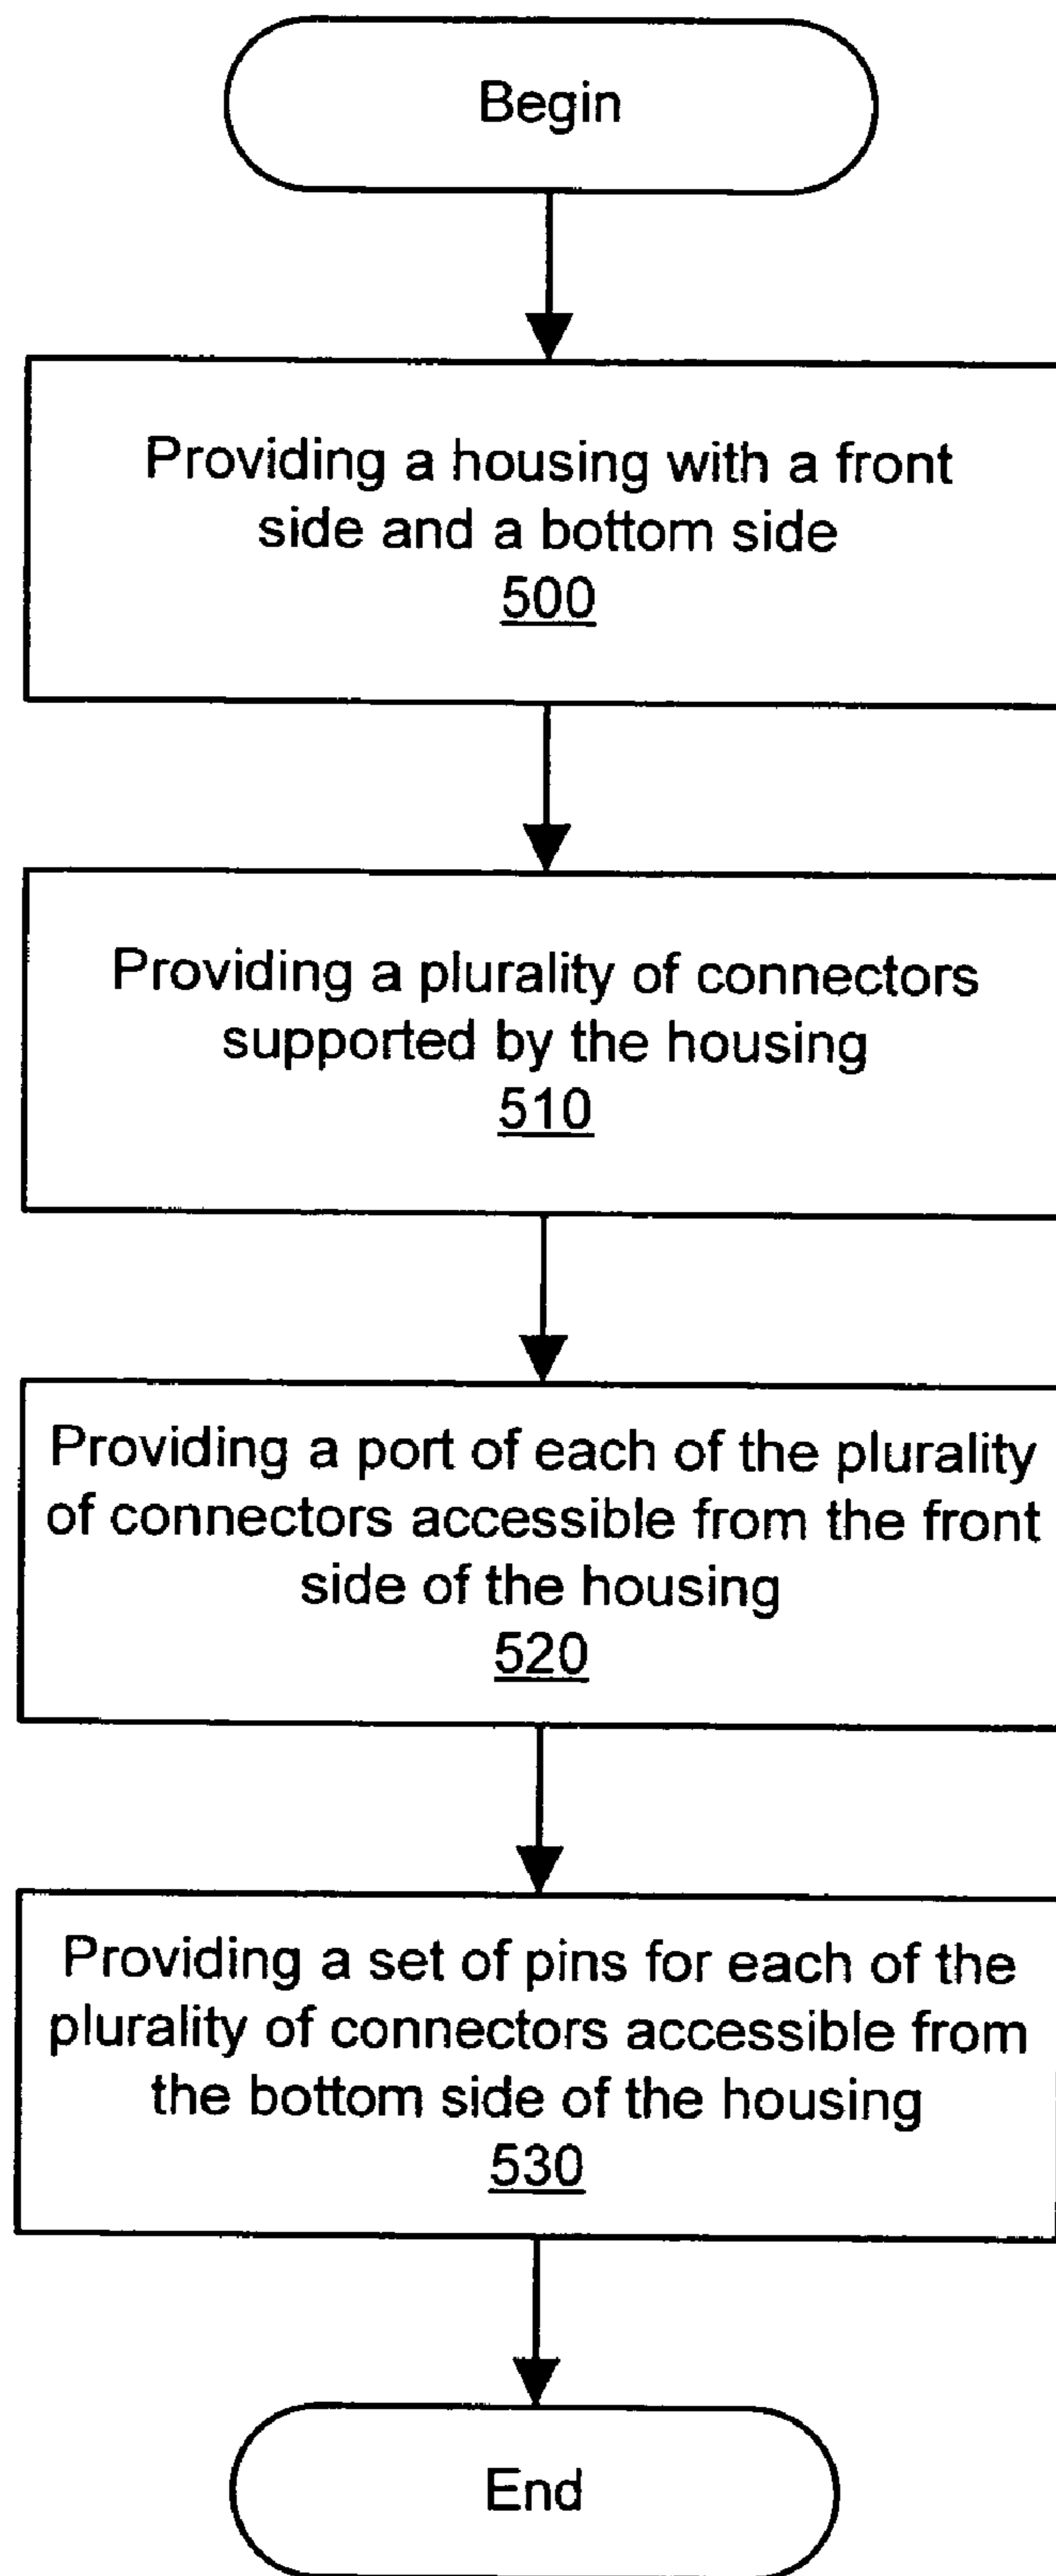 Begin
Providing a housing with a front
side and a bottom side
500
Providing a plurality of connectors
supported by the housing
510
Providing a port of each of the plurality
of connectors accessible from the front
side of the housing
520
Providing a set of pins for each of the
plurality of connectors accessible from
the bottom side of the housing
530
End